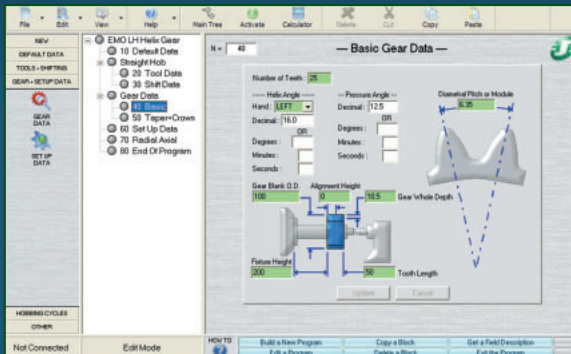 File Edit View Help Main Tree Activate Calculator Delete Cut Copy Paste
NEW
DEFAULT DATA
TOOLS - SHIFTING
GEAR - SETUP DATA
GEAR
DATA
SET UP
DATA
HOBBING CYCLES
OTHER
EMO LH Helix Gear
10 Default Data
Straight Hob
20 Tool Data
30 Shift Data
Gear Data
40 Basic
50 Taper+Crown
60 Set Up Data
70 Radial Axial
80 End Of Program
N = 40
— Basic Gear Data —
Number of Teeth : 25
Helix Angle
Hand : LEFT
Decimal : 16.0
OR
Degrees :
Minutes :
Seconds :
Pressure Angle
Decimal : 12.5
OR
Degrees :
Minutes :
Seconds :
Diametral Pitch or Module
6.35
Gear Blank O.D. Alignment Height
100 0 10.5 Gear Whole Depth
Fixture Height
200 50 Tooth Length
Update Cancel
Not Connected Edit Mode
HOW TO
Build a New Program Copy a Block Get a Field Description
Edit a Program Delete a Block Exit the Program